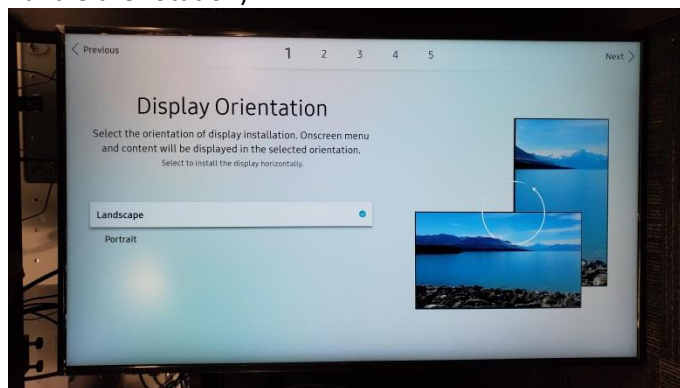 < Previous
1 2 3 4 5
Next >
Display Orientation
Select the orientation of display installation. Onscreen menu
and content will be displayed in the selected orientation.
Select to install the display horizontally.
Landscape
Portrait